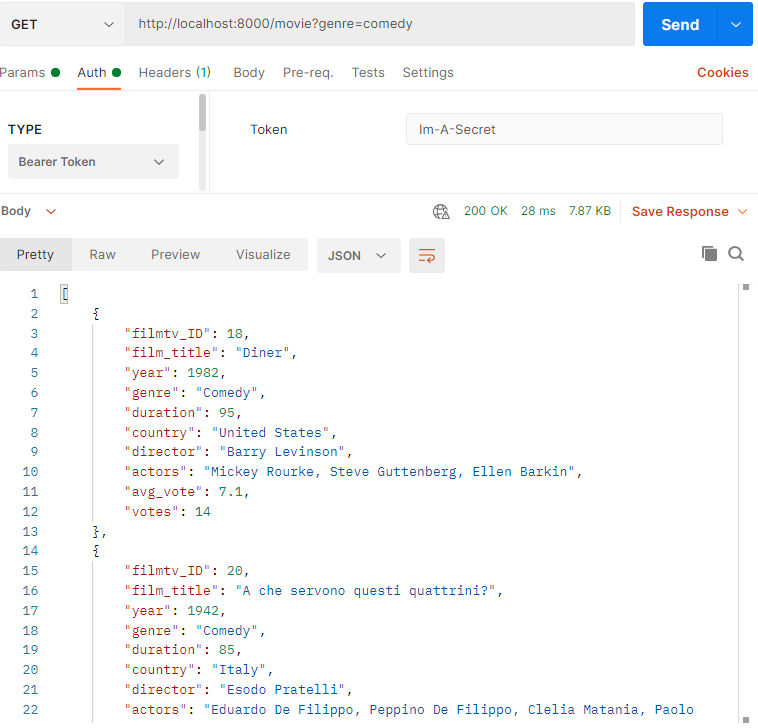 GET http://localhost:8000/movie?genre=comedy Send
Params Auth Headers (1) Body Pre-req. Tests Settings Cookies
TYPE
Bearer Token
Token Im-A-Secret
Body 200 OK 28 ms 7.87 KB Save Response
Pretty Raw Preview Visualize JSON
1 [
2 {
3 "filmtv_ID": 18,
4 "film_title": "Diner",
5 "year": 1982,
6 "genre": "Comedy",
7 "duration": 95,
8 "country": "United States",
9 "director": "Barry Levinson",
10 "actors": "Mickey Rourke, Steve Guttenberg, Ellen Barkin",
11 "avg_vote": 7.1,
12 "votes": 14
13 },
14 {
15 "filmtv_ID": 20,
16 "film_title": "A che servono questi quattrini?",
17 "year": 1942,
18 "genre": "Comedy",
19 "duration": 85,
20 "country": "Italy",
21 "director": "Esodo Pratelli",
22 "actors": "Eduardo De Filippo, Peppino De Filippo, Clelia Matania, Paolo